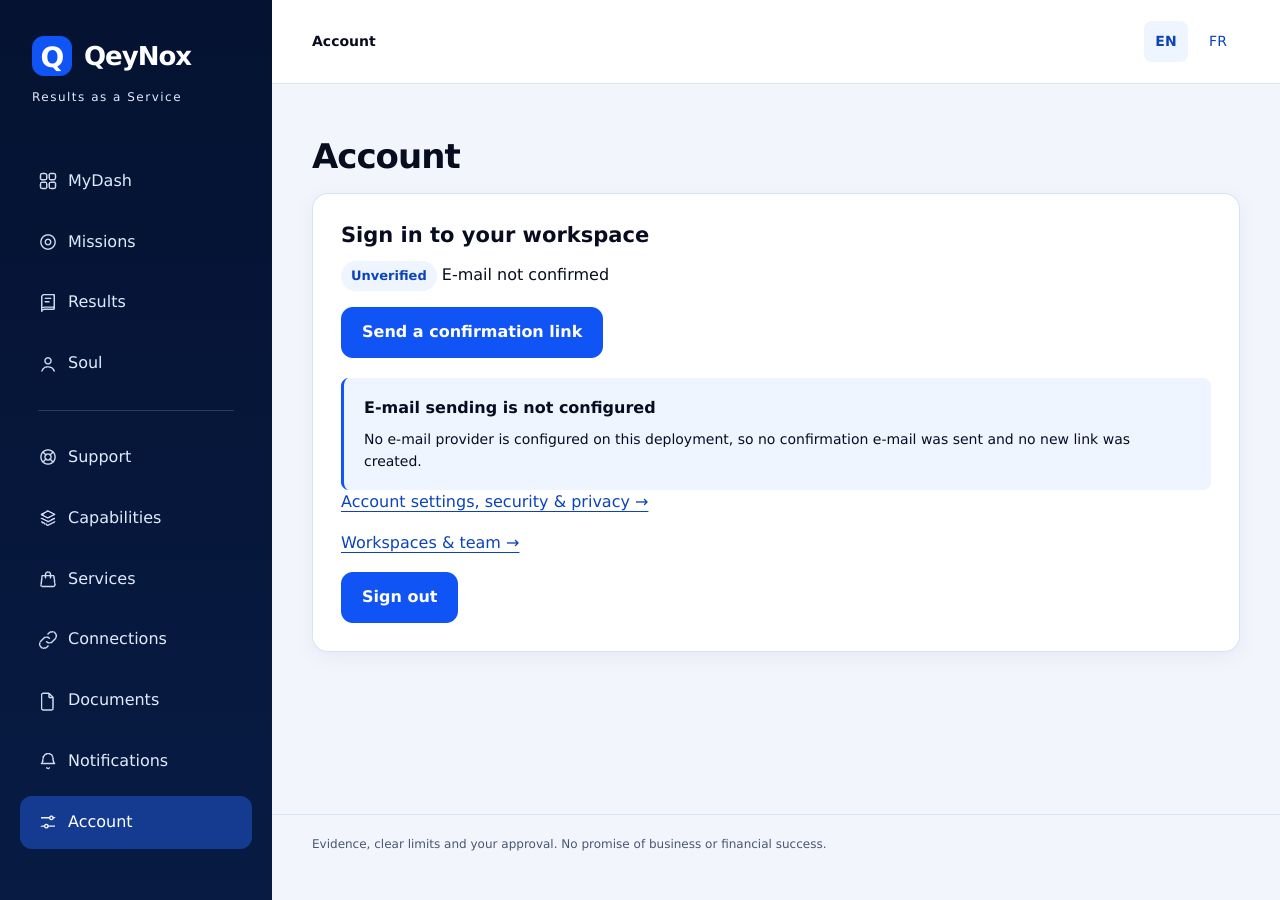 Q QeyNox
Results as a Service
MyDash
Missions
Results
Soul
Support
Capabilities
Services
Connections
Documents
Notifications
Account
Account
EN FR
Account
Sign in to your workspace
Unverified E-mail not confirmed
Send a confirmation link
E-mail sending is not configured
No e-mail provider is configured on this deployment, so no confirmation e-mail was sent and no new link was
created.
Account settings, security & privacy →
Workspaces & team →
Sign out
Evidence, clear limits and your approval. No promise of business or financial success.